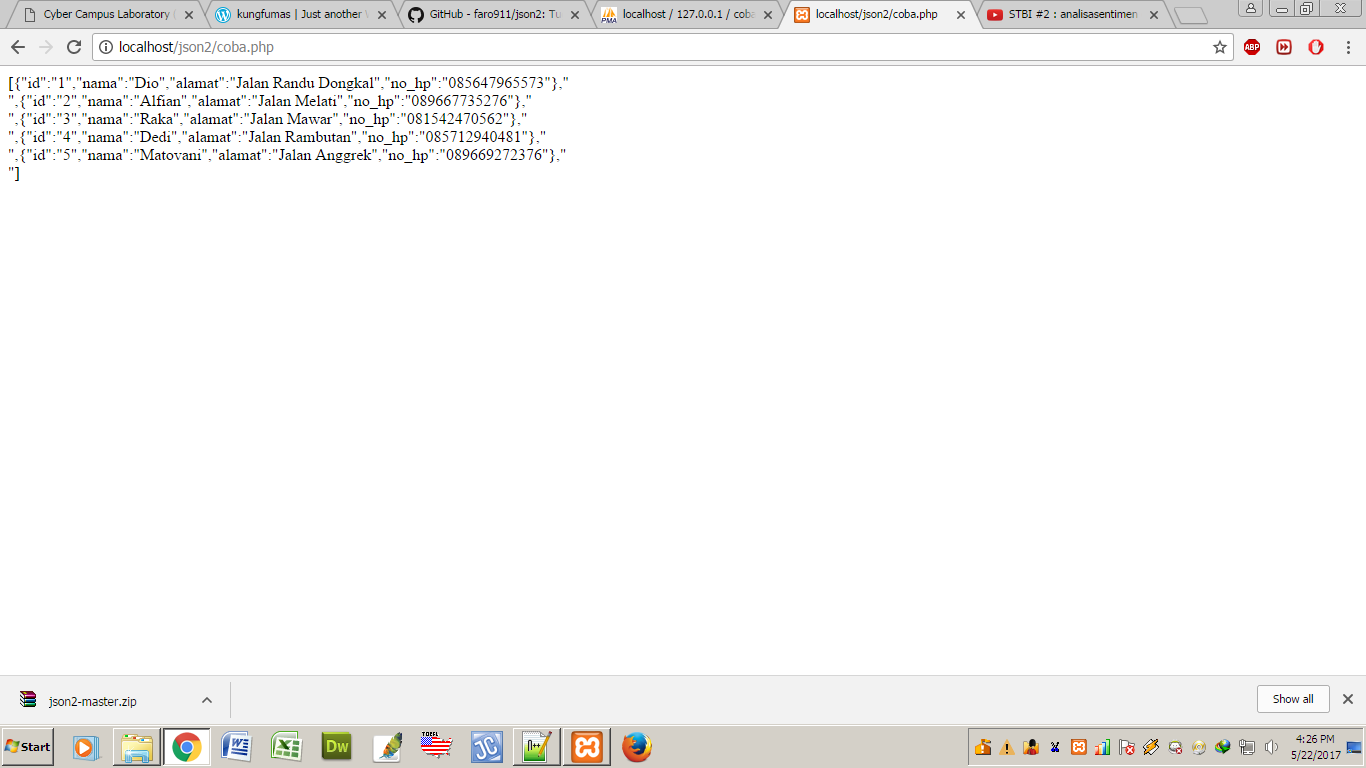 Cyber Campus Laboratory (
kungfumas | Just another W
GitHub - faro911/json2: Tu
localhost / 127.0.0.1 / coba
localhost/json2/coba.php
STBI #2 : analisasentimen
localhost/json2/coba.php
ABP
[{"id":"1","nama":"Dio","alamat":"Jalan Randu Dongkal","no_hp":"085647965573"},"
",{"id":"2","nama":"Alfian","alamat":"Jalan Melati","no_hp":"089667735276"},"
",{"id":"3","nama":"Raka","alamat":"Jalan Mawar","no_hp":"081542470562"},"
",{"id":"4","nama":"Dedi","alamat":"Jalan Rambutan","no_hp":"085712940481"},"
",{"id":"5","nama":"Matovani","alamat":"Jalan Anggrek","no_hp":"089669272376"},"
"]
json2-master.zip
Show all
Start
Dw
TOEFL
JC
4:26 PM
5/22/2017